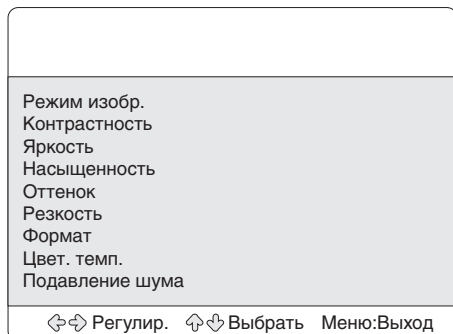 Режим изобр.
Контрастность
Яркость
Насыщенность
Оттенок
Резкость
Формат
Цвет. темп.
Подавление шума
Регулир. Выбрать Меню:Выход